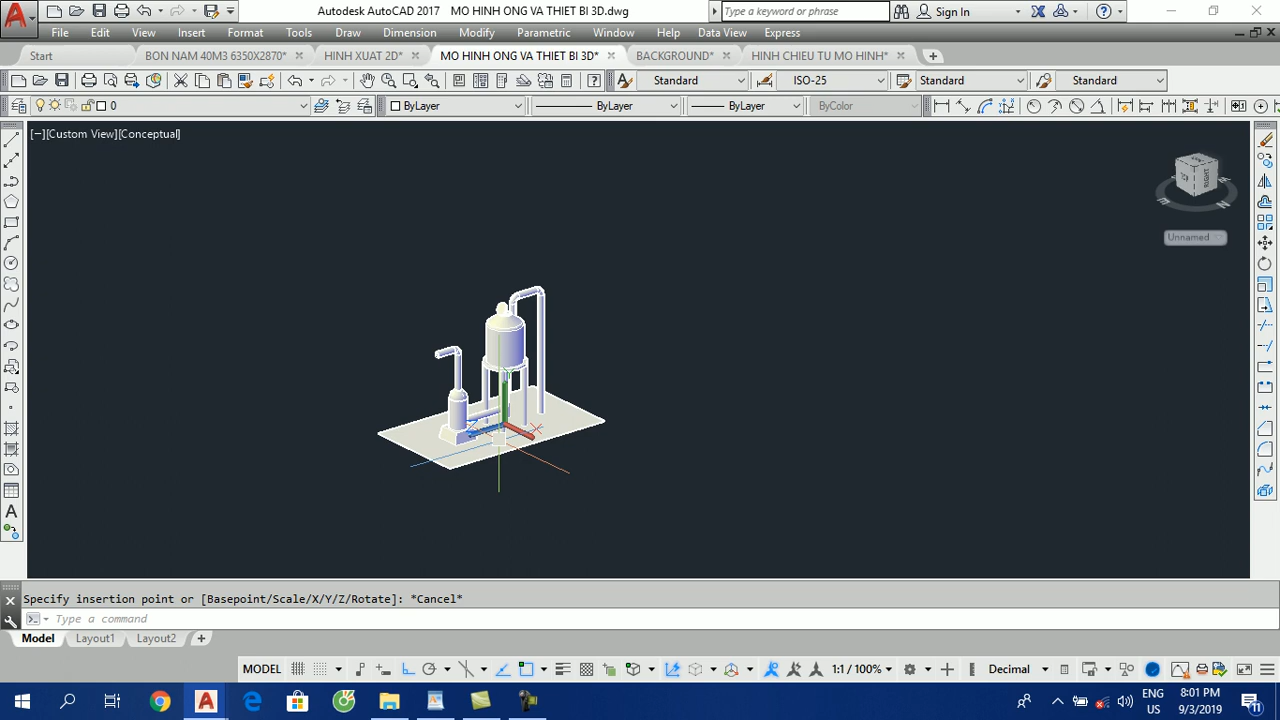 Autodesk AutoCAD 2017 MO HINH ONG VA THIET BI 3D.dwg
Type a keyword or phrase
Sign In
File Edit View Insert Format Tools Draw Dimension Modify Parametric Window Help Data View Express
Start BON NAM 40M3 6350X2870* HINH XUAT 2D* MO HINH ONG VA THIET BI 3D* BACKGROUND* HINH CHIEU TU MO HINH*
Standard ISO-25 Standard Standard
0 ByLayer ByLayer ByLayer ByColor
[−][Custom View][Conceptual]
RIGHT
Unnamed
Specify insertion point or [Basepoint/Scale/X/Y/Z/Rotate]: *Cancel*
Type a command
Model Layout1 Layout2 +
MODEL 1:1 / 100% Decimal
ENG 8:01 PM
US 9/3/2019 11